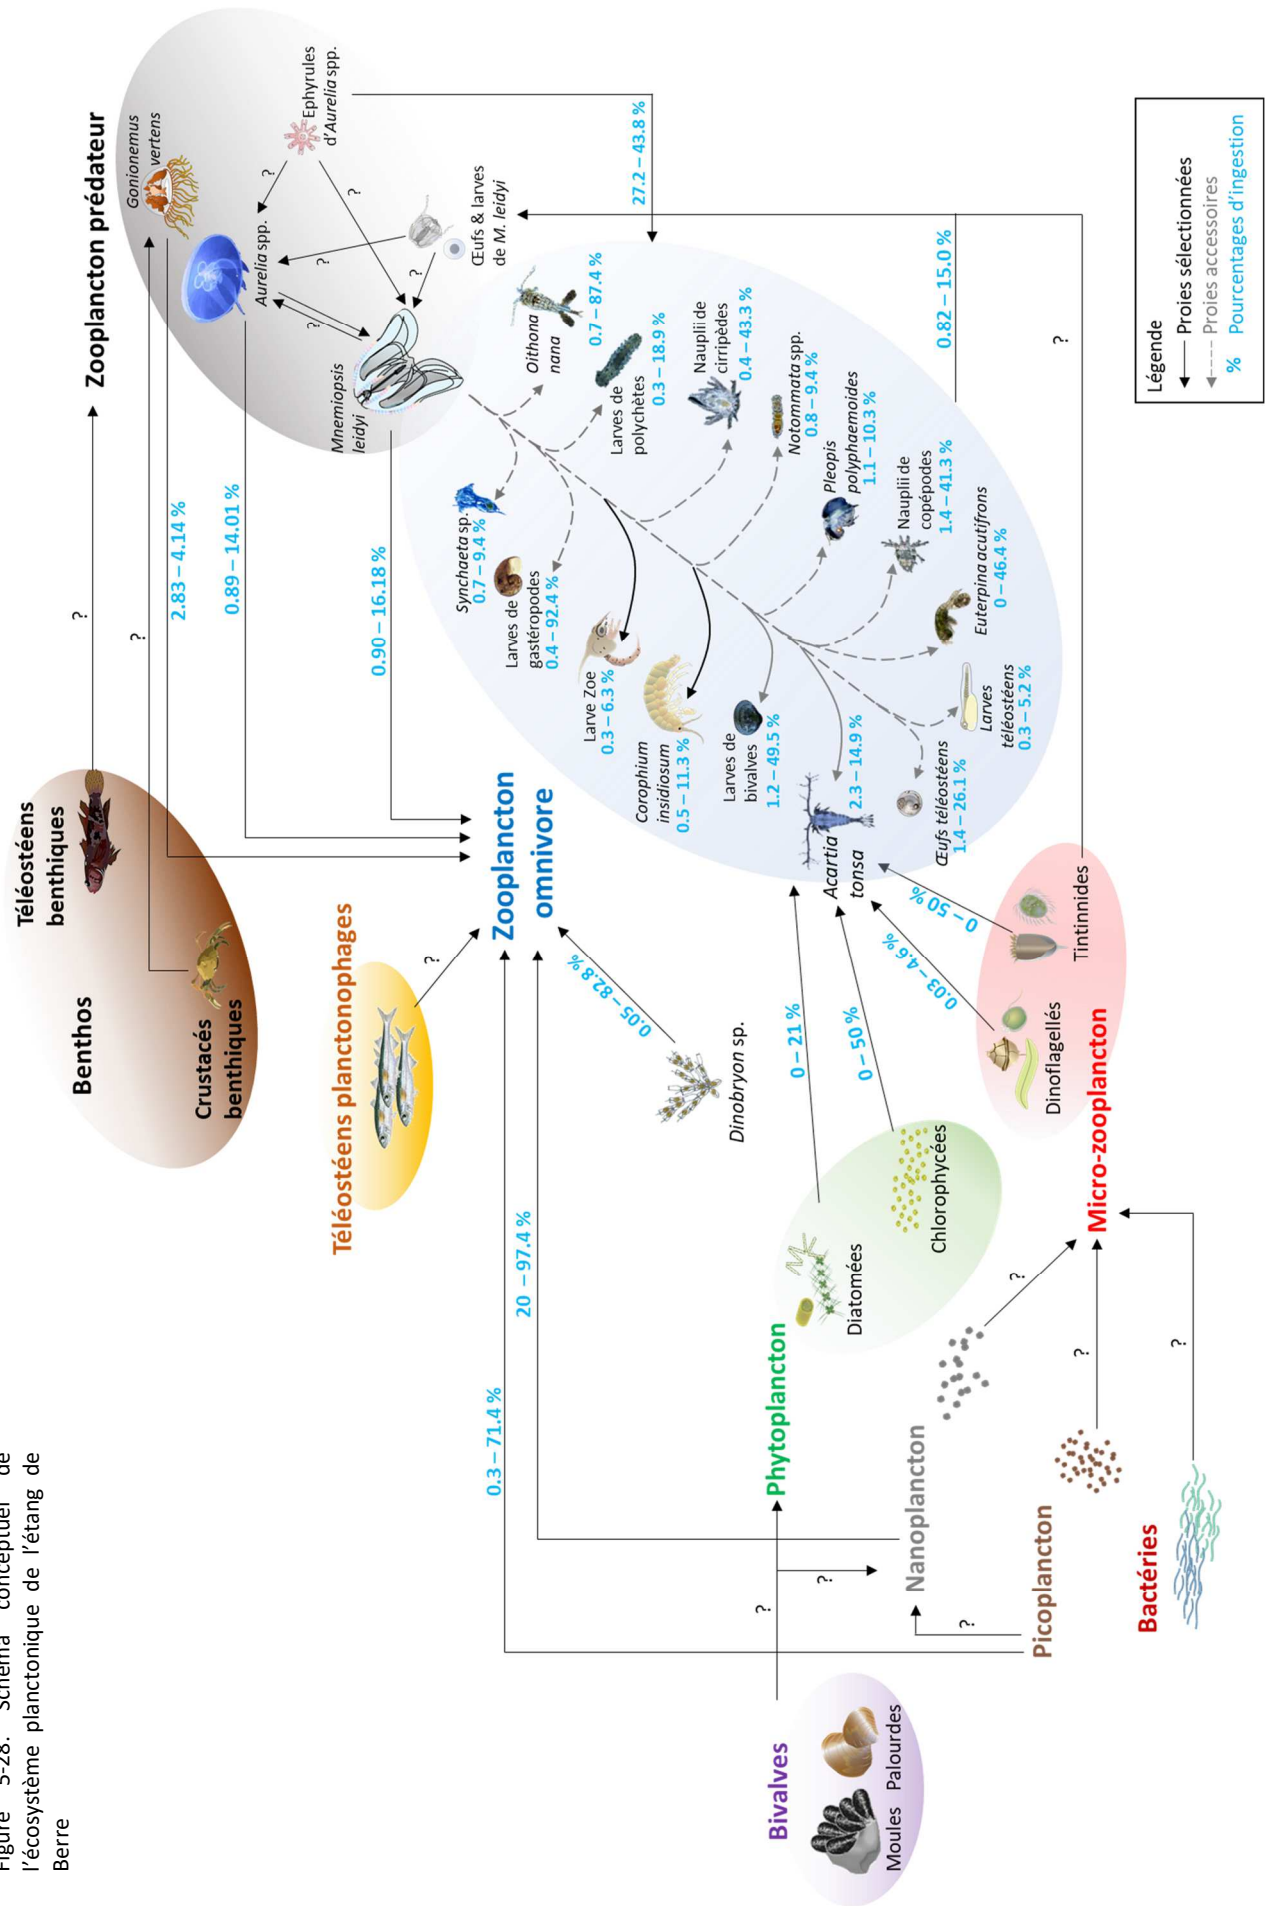 Figure 5-28. Schéma conceptuel de
l’écosystème planctonique de l’étang de
Berre
Benthos
Téléostéens
benthiques
Crustacés
benthiques
?
?
Zooplancton prédateur
Gonionemus
vertens
Aurelia spp.
Ephyrules
d’Aurelia spp.
Mnemiopsis
leidyi
Œufs & larves
de M. leidyi
?
?
?
?
?
2.83 – 4.14 %
0.89 – 14.01 %
0.90 – 16.18 %
27.2 – 43.8 %
Téléostéens planctonophages
?
Zooplancton
omnivore
0.3 – 71.4 %
20 – 97.4 %
0.05 – 82.8 %
Dinobryon sp.
Synchaeta sp.
0.7 – 9.4 %
Oithona
nana
0.7 – 87.4 %
Larves de
gastéropodes
0.4 – 92.4 %
Larves de
polychètes
0.3 – 18.9 %
Larve Zoe
0.3 – 6.3 %
Nauplii de
cirripèdes
0.4 – 43.3 %
Corophium
insidiosum
0.5 – 11.3 %
Notommata spp.
0.8 – 9.4 %
Larves de
bivalves
1.2 – 49.5 %
Pleopis
polyphaemoides
1.1 – 10.3 %
Nauplii de
copépodes
1.4 – 41.3 %
Acartia
tonsa
2.3 – 14.9 %
Euterpina acutifrons
0 – 46.4 %
Œufs téléostéens
1.4 – 26.1 %
Larves
téléostéens
0.3 – 5.2 %
0.82 – 15.0 %
?
0 – 21 %
0 – 50 %
0.03 – 4.6 %
0 – 50 %
Bivalves
Moules
Palourdes
?
?
Phytoplancton
Diatomées
Chlorophycées
Nanoplancton
?
?
Picoplancton
?
Bactéries
?
Micro-zooplancton
Dinoflagellés
Tintinnides
Légende
Proies sélectionnées
Proies accessoires
% Pourcentages d’ingestion